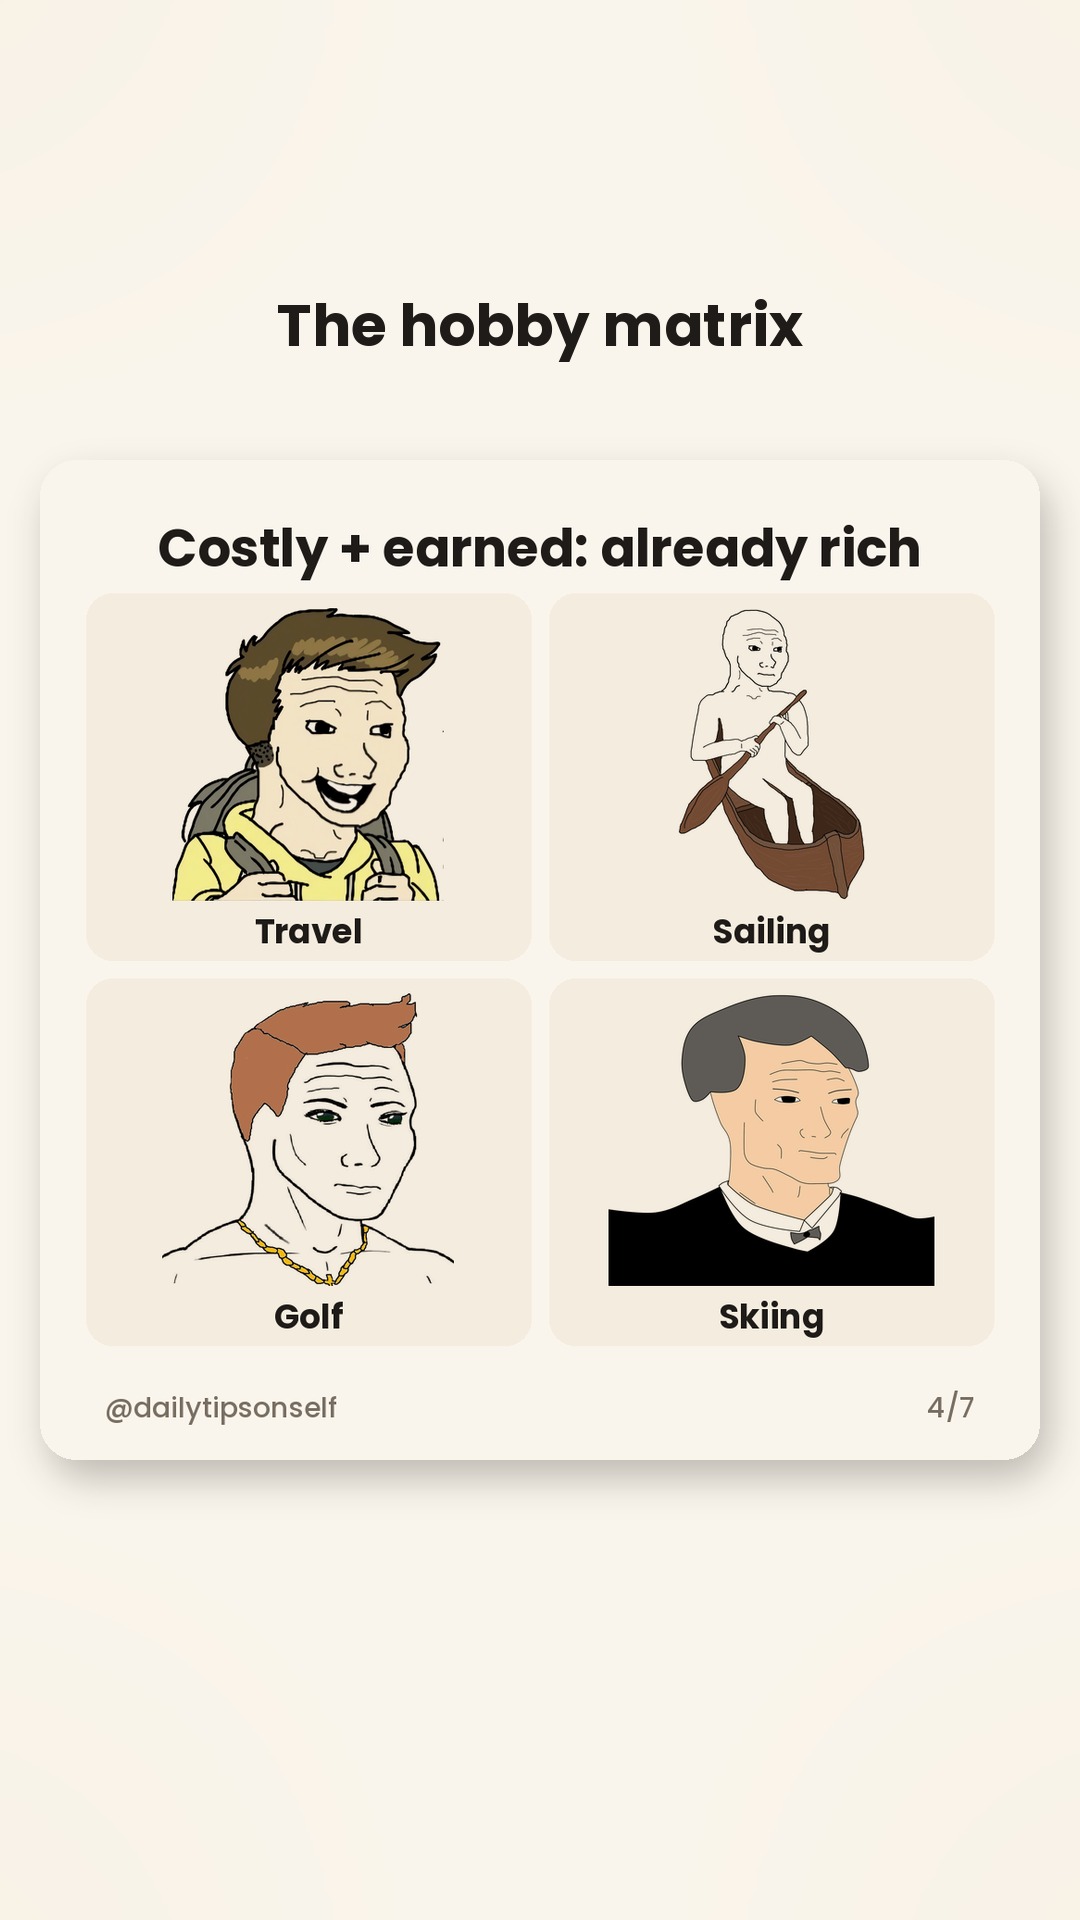 The hobby matrix
Costly + earned: already rich
Travel
Sailing
Golf
Skiing
@dailytipsonself
4/7